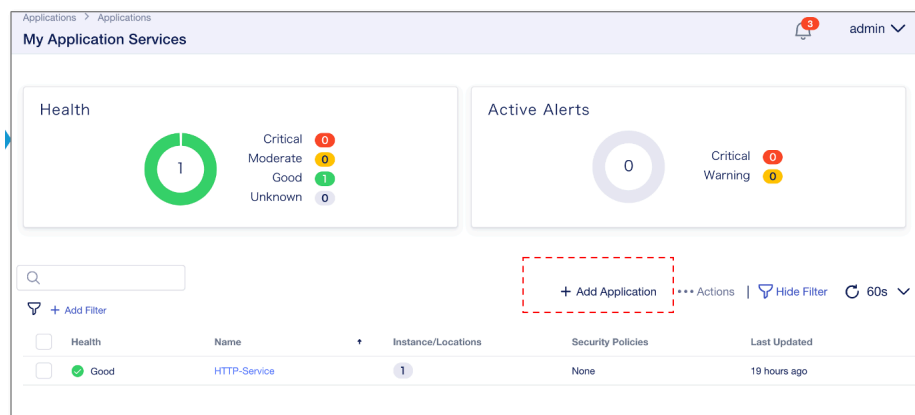 Applications > Applications
My Application Services
3
admin
Health
1
Critical 0
Moderate 0
Good 1
Unknown 0
Active Alerts
0
Critical 0
Warning 0
+ Add Application
••• Actions | Hide Filter 60s
+ Add Filter
Health Name ↑ Instance/Locations Security Policies Last Updated
Good HTTP-Service 1 None 19 hours ago